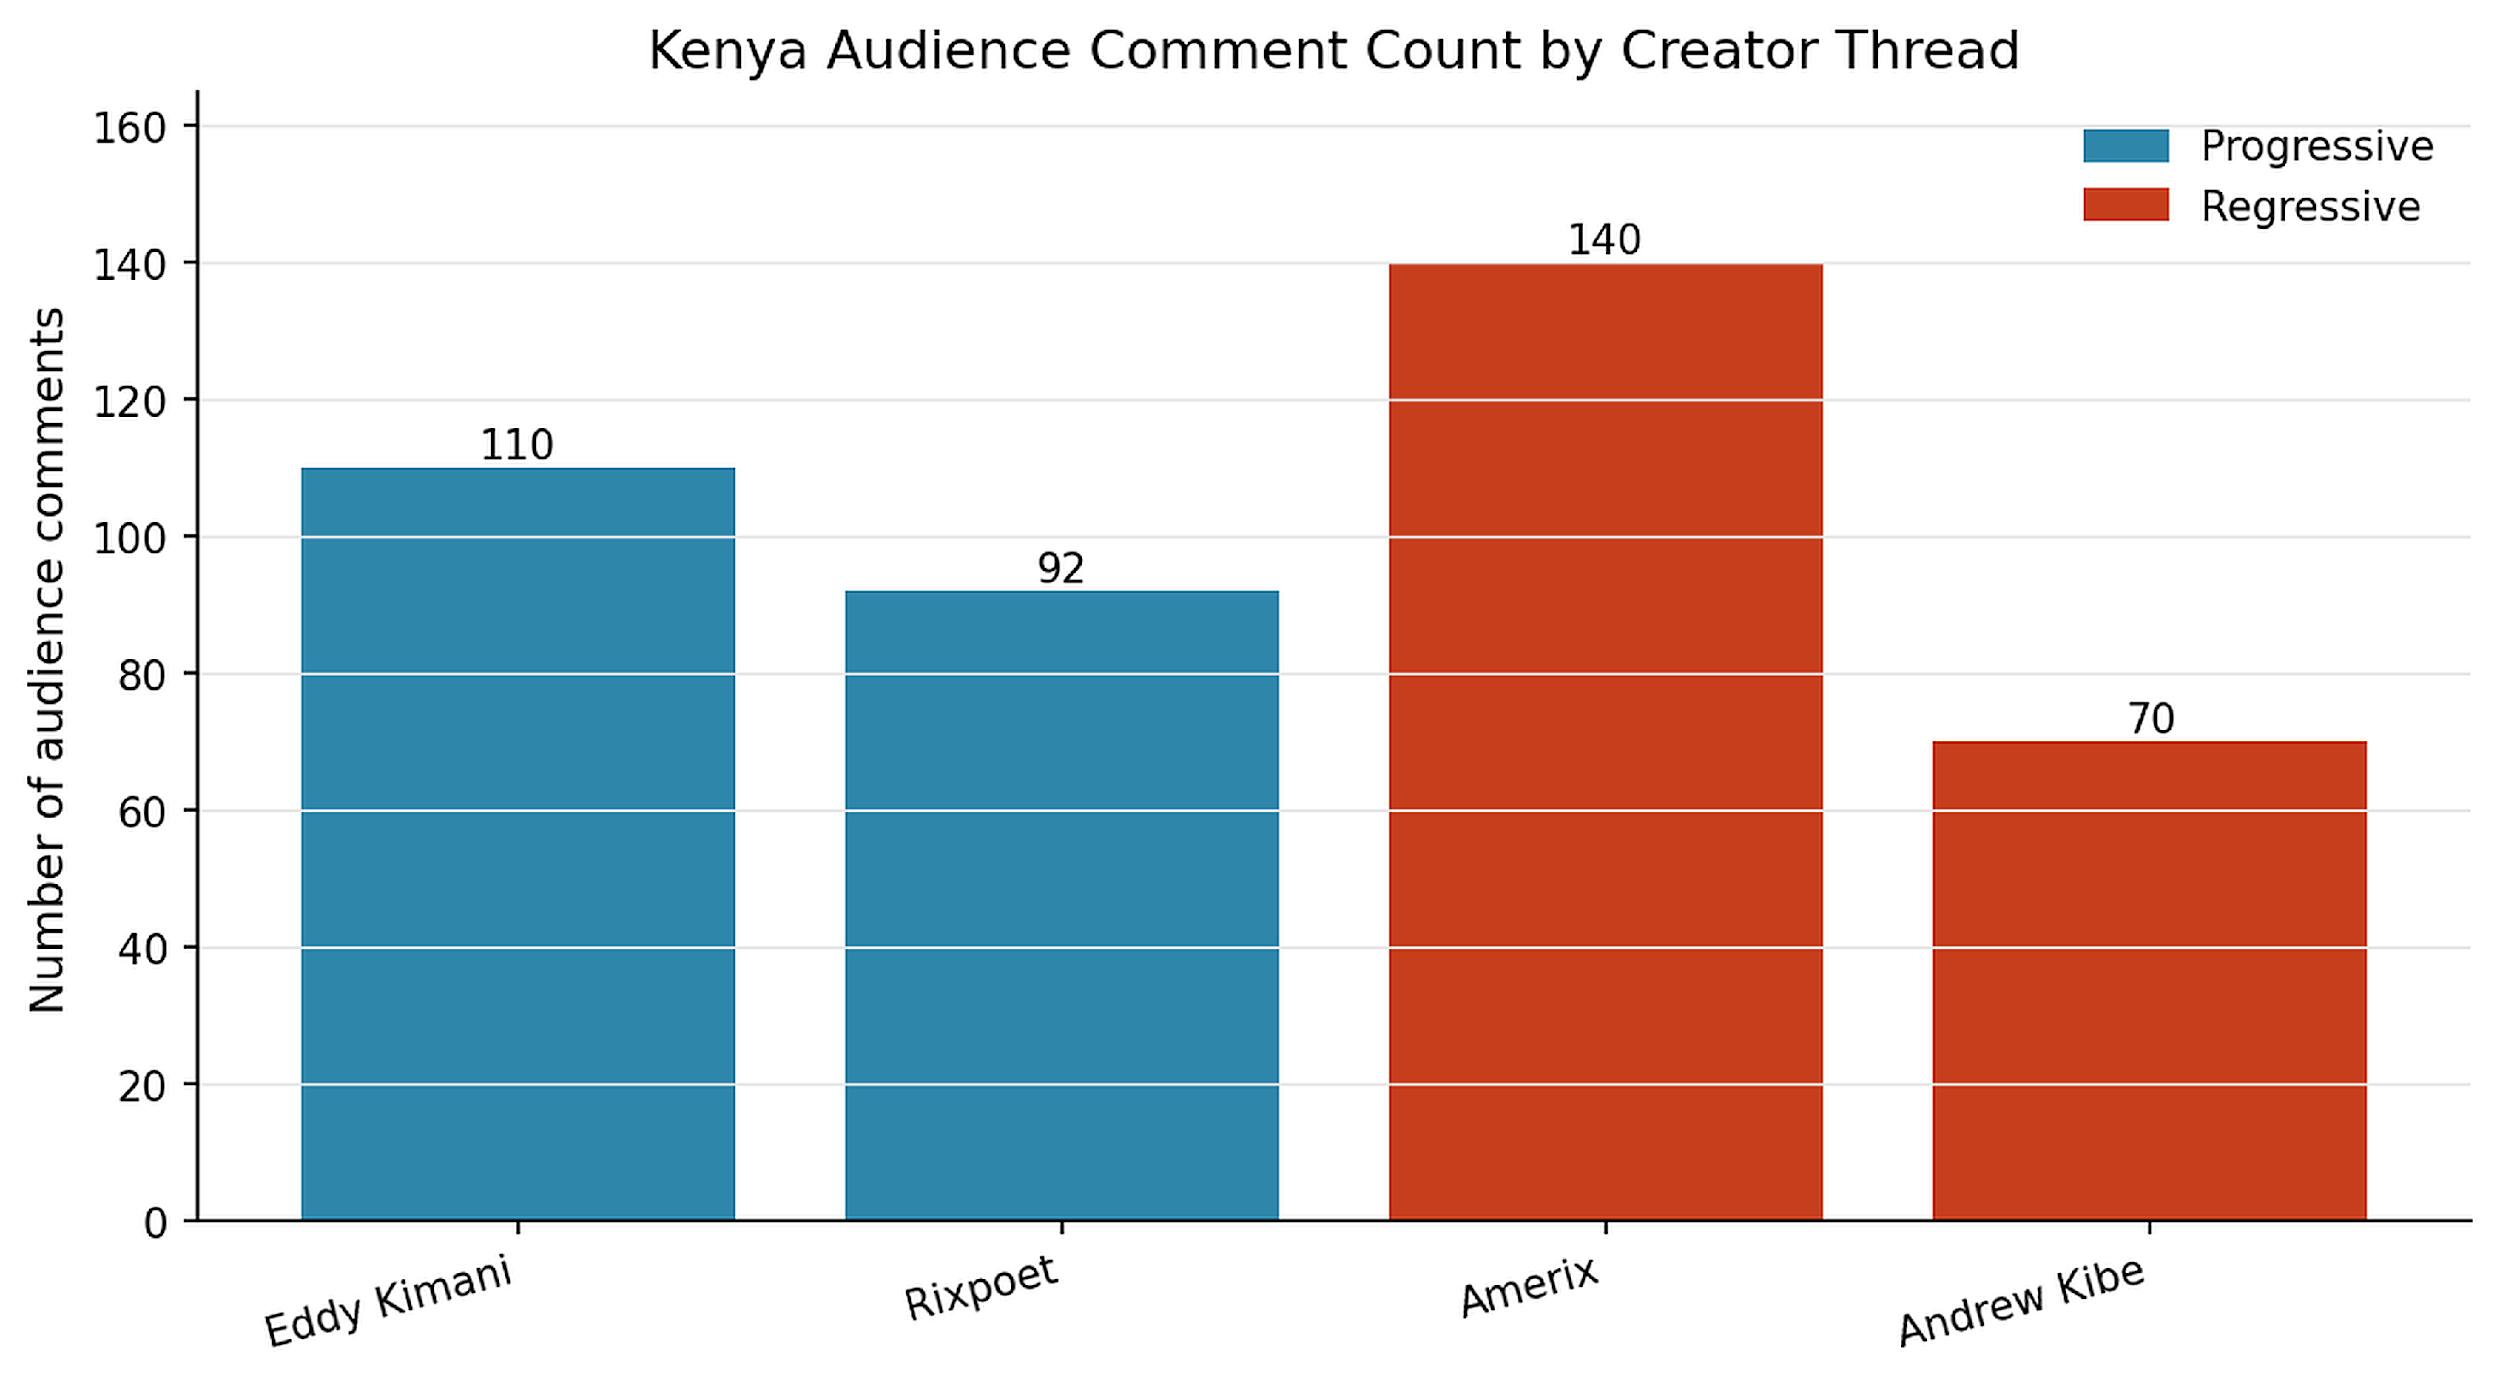 Kenya Audience Comment Count by Creator Thread
Progressive
Regressive
Number of audience comments
160
140
120
100
80
60
40
20
0
110
92
140
70
Eddy Kimani
Rixpoet
Amerix
Andrew Kibe